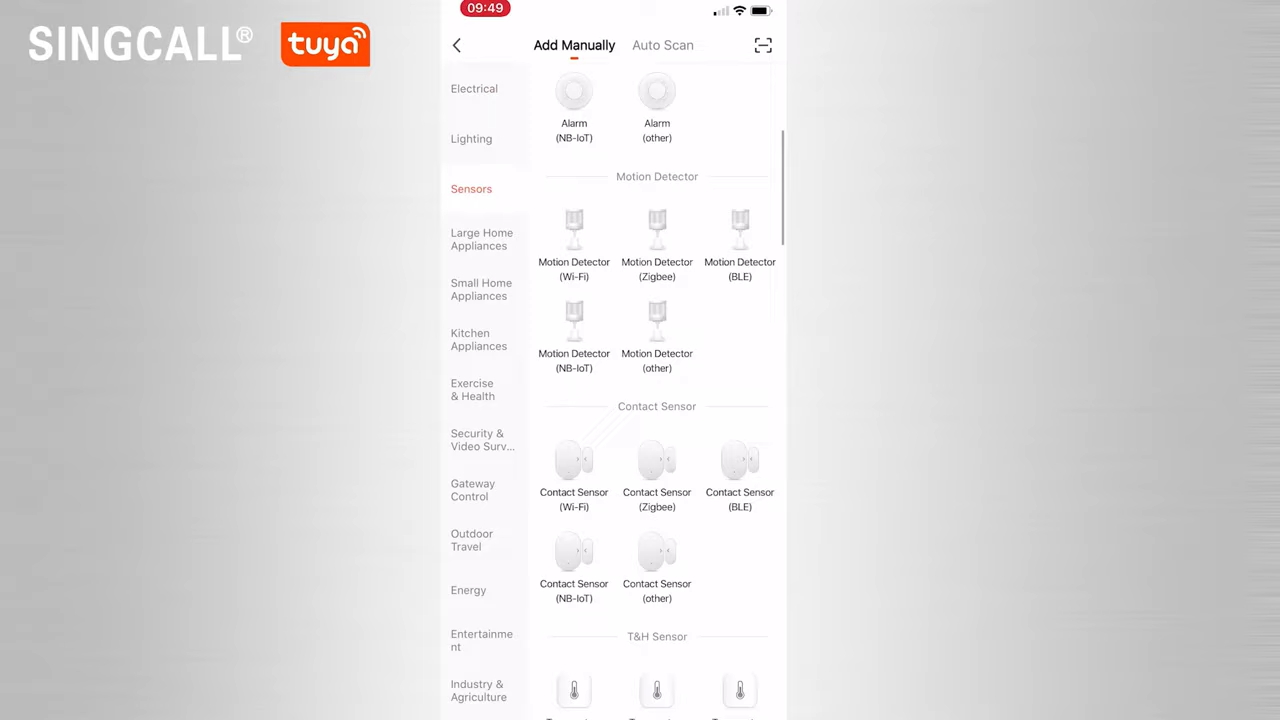 SINGCALL®
tuya
09:49
Add Manually
Auto Scan
Electrical
Lighting
Sensors
Large Home
Appliances
Small Home
Appliances
Kitchen
Appliances
Exercise
& Health
Security &
Video Surv...
Gateway
Control
Outdoor
Travel
Energy
Entertainme
nt
Industry &
Agriculture
Alarm
(NB-IoT)
Alarm
(other)
Motion Detector
Motion Detector
(Wi-Fi)
Motion Detector
(Zigbee)
Motion Detector
(BLE)
Motion Detector
(NB-IoT)
Motion Detector
(other)
Contact Sensor
Contact Sensor
(Wi-Fi)
Contact Sensor
(Zigbee)
Contact Sensor
(BLE)
Contact Sensor
(NB-IoT)
Contact Sensor
(other)
T&H Sensor